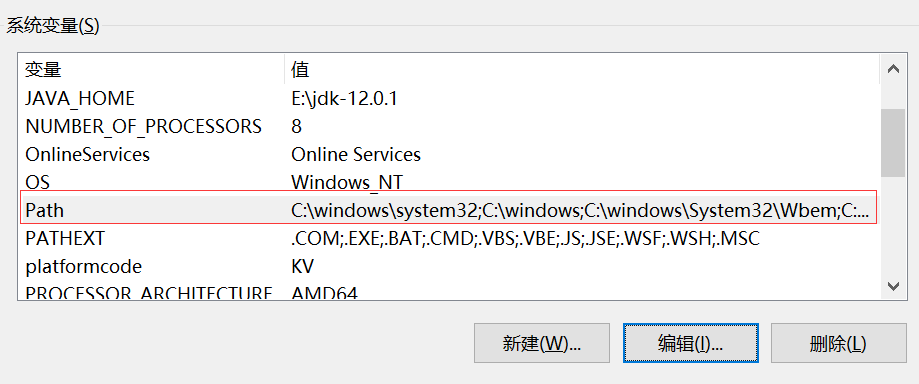 系统变量(S)
变量 值
JAVA_HOME E:\jdk-12.0.1
NUMBER_OF_PROCESSORS 8
OnlineServices Online Services
OS Windows_NT
Path C:\windows\system32;C:\windows;C:\windows\System32\Wbem;C:...
PATHEXT .COM;.EXE;.BAT;.CMD;.VBS;.VBE;.JS;.JSE;.WSF;.WSH;.MSC
platformcode KV
PROCESSOR_ARCHITECTURE AMD64
新建(W)... 编辑(I)... 删除(L)